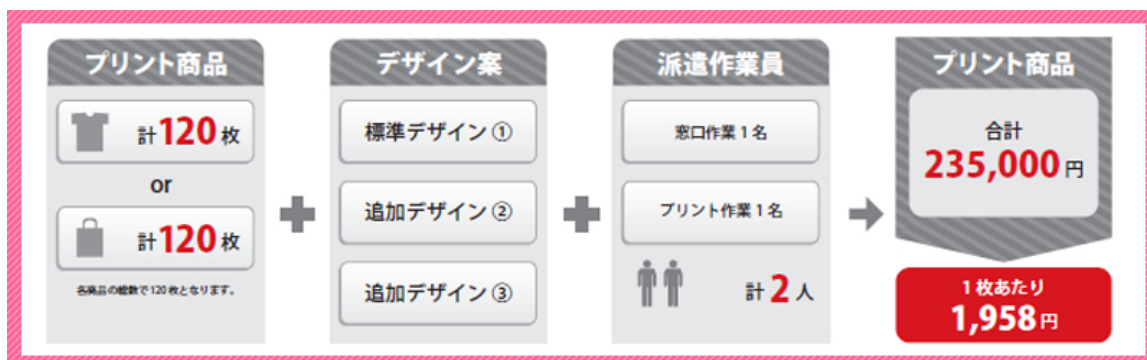 プリント商品
計120枚
or
計120枚
各商品の総数で120枚となります。
デザイン案
標準デザイン①
追加デザイン②
追加デザイン③
派遣作業員
窓口作業1名
プリント作業1名
計2人
プリント商品
合計
235,000円
1枚あたり
1,958円